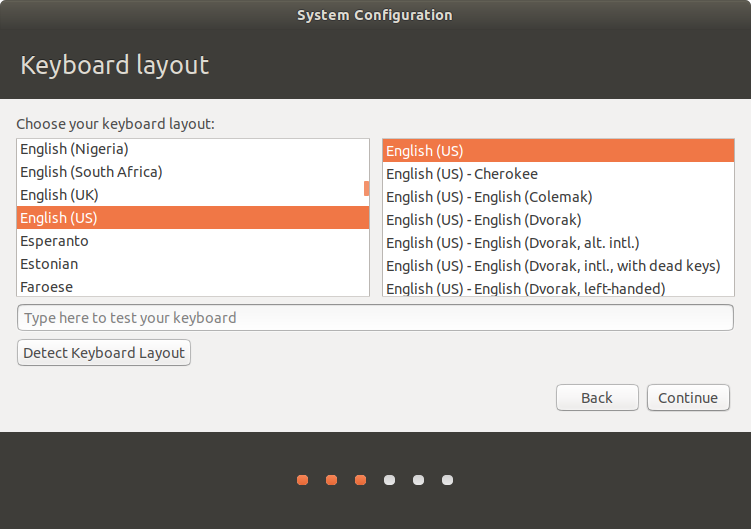 System Configuration
Keyboard layout
Choose your keyboard layout:
English (Nigeria)
English (South Africa)
English (UK)
English (US)
Esperanto
Estonian
Faroese
English (US)
English (US) - Cherokee
English (US) - English (Colemak)
English (US) - English (Dvorak)
English (US) - English (Dvorak, alt. intl.)
English (US) - English (Dvorak, intl., with dead keys)
English (US) - English (Dvorak, left-handed)
Type here to test your keyboard
Detect Keyboard Layout
Back
Continue